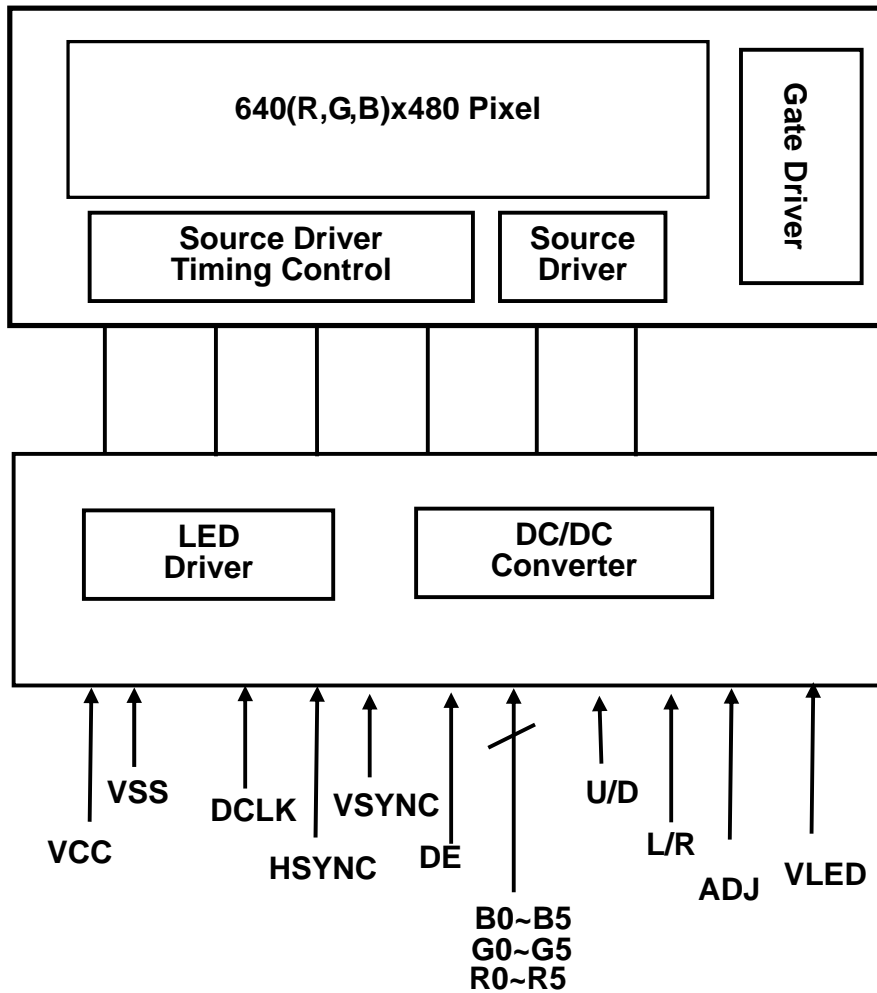 640(R,G,B)x480 Pixel
Gate Driver
Source Driver
Timing Control
Source
Driver
LED
Driver
DC/DC
Converter
VCC
VSS
DCLK
HSYNC
VSYNC
DE
B0~B5
G0~G5
R0~R5
U/D
L/R
ADJ
VLED